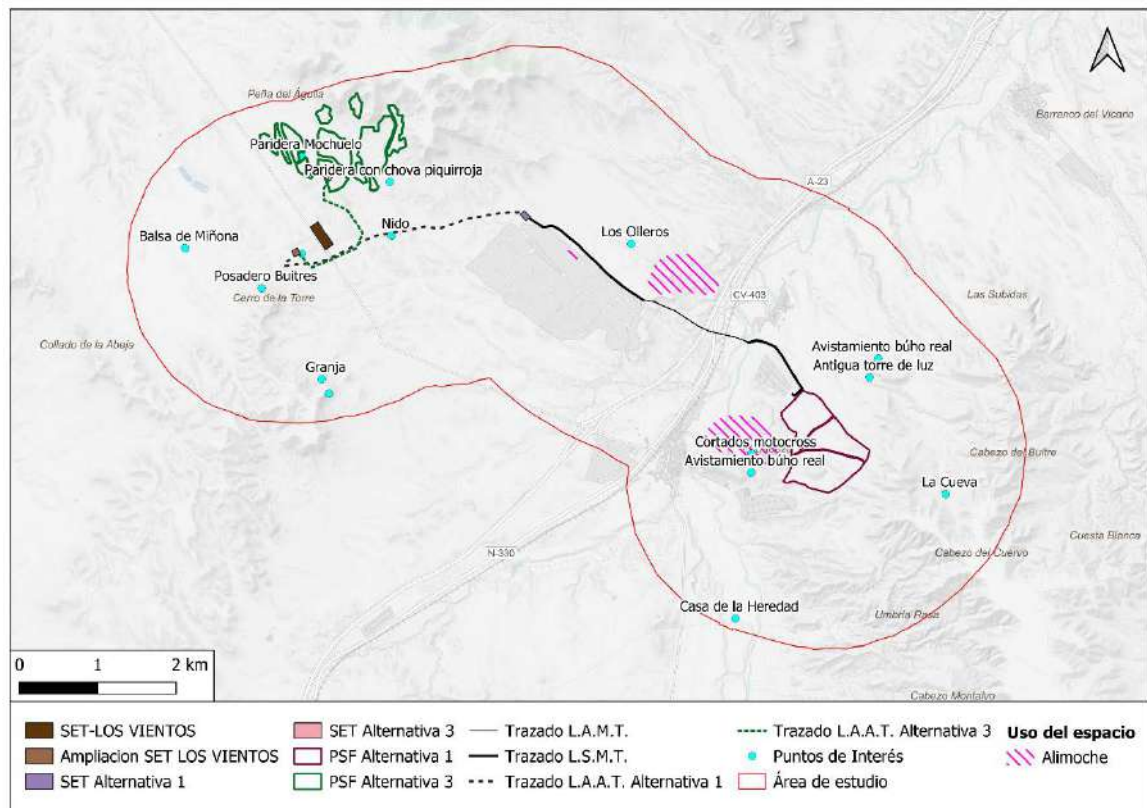 Peña del Águila
Barranco del Vicario
Paridera Mochuelo
Paridera con chova piquirroja
A-23
Nido
Los Olleros
Balsa de Miñona
Posadero Buitres
Cerro de la Torre
CV-403
Las Subidas
Collado de la Abeja
Avistamiento búho real
Antigua torre de luz
Granja
Cortados motocross
Avistamiento búho real
Cabezo del Buitre
La Cueva
Cuesta Blanca
N-330
Cabezo del Cuervo
Casa de la Heredad
Umbría Rasa
0 1 2 km
Cabezo Montalvo
SET-LOS VIENTOS
Ampliacion SET LOS VIENTOS
SET Alternativa 1
SET Alternativa 3
PSF Alternativa 1
PSF Alternativa 3
Trazado L.A.M.T.
Trazado L.S.M.T.
Trazado L.A.A.T. Alternativa 1
Trazado L.A.A.T. Alternativa 3
Puntos de Interés
Área de estudio
Uso del espacio
Alimoche